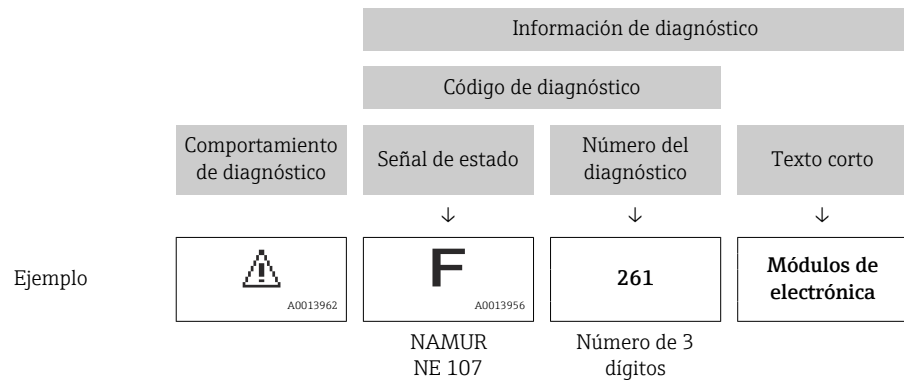 Información de diagnóstico
Código de diagnóstico
Comportamiento
de diagnóstico
Señal de estado
Número del
diagnóstico
Texto corto
↓
↓
↓
Ejemplo
A0013962
F
A0013956
261
Módulos de
electrónica
NAMUR
NE 107
Número de 3
dígitos